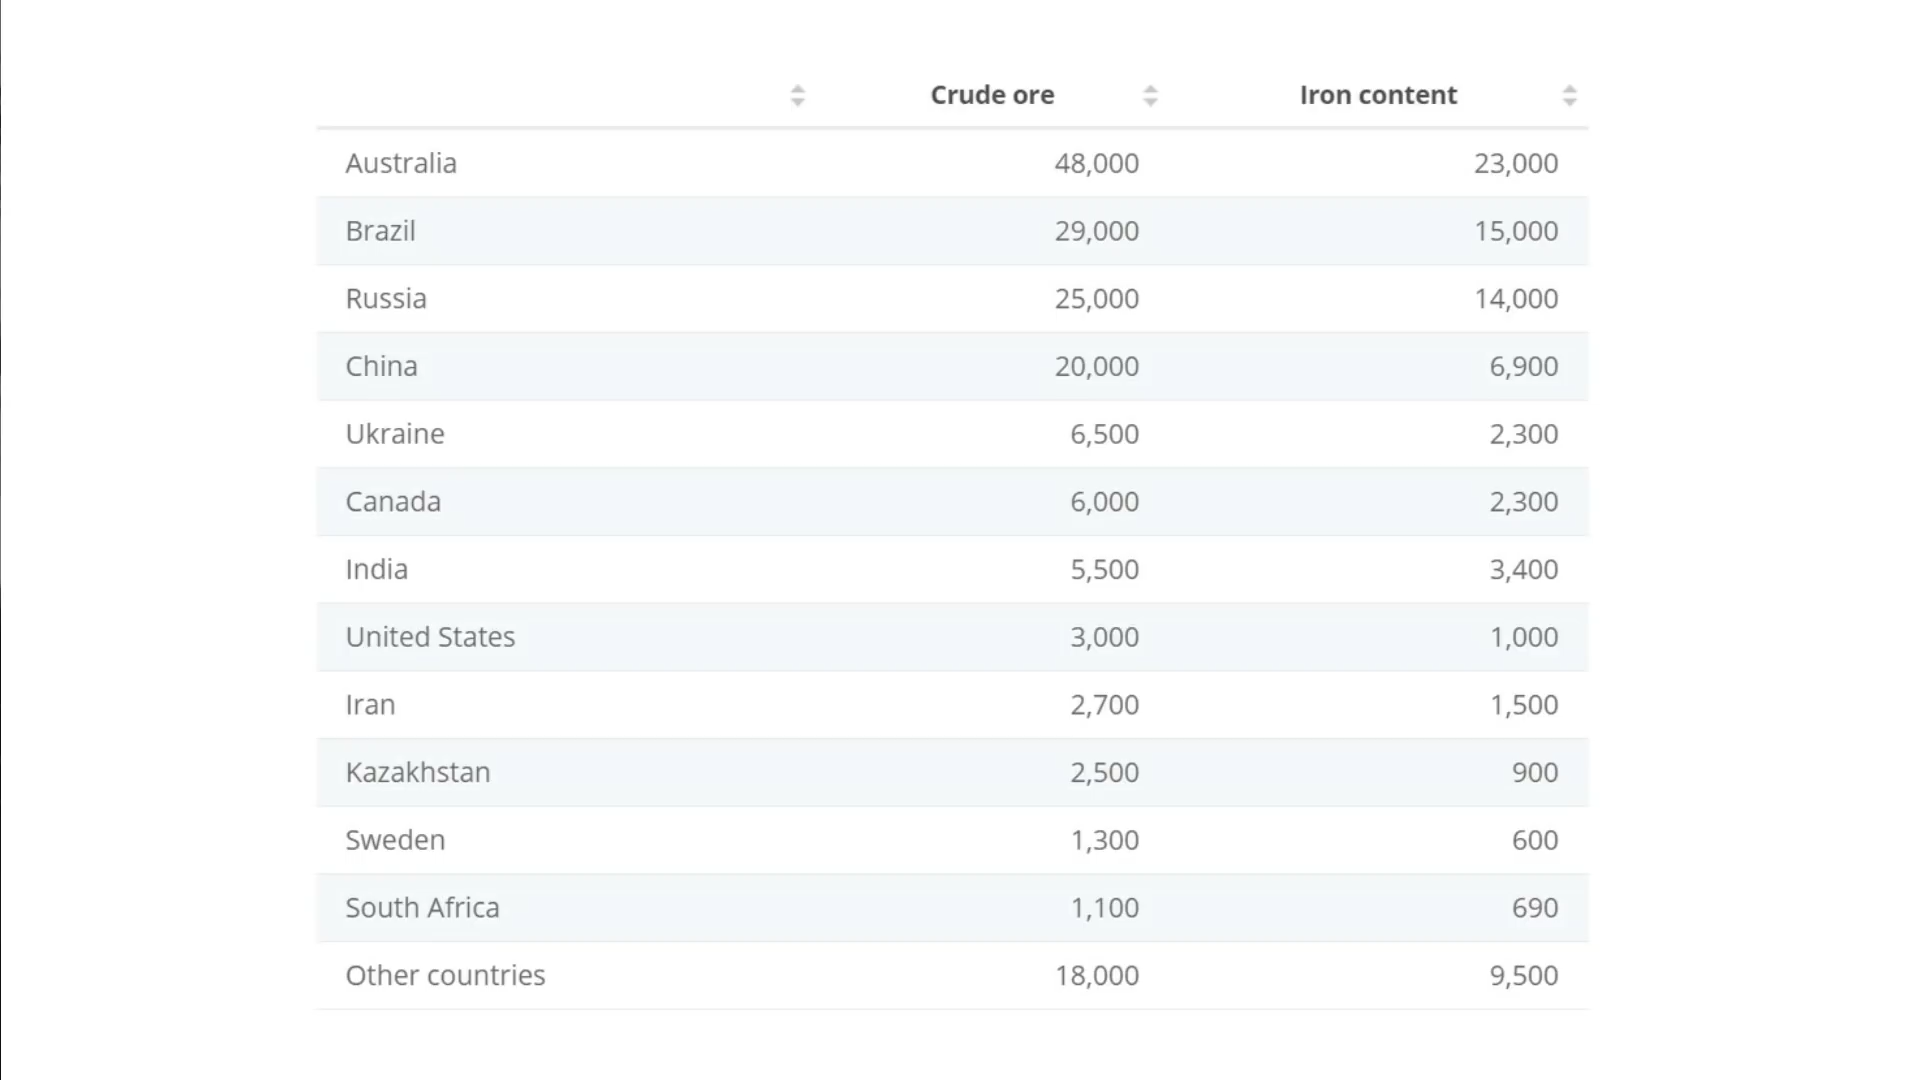 Crude ore Iron content
Australia 48,000 23,000
Brazil 29,000 15,000
Russia 25,000 14,000
China 20,000 6,900
Ukraine 6,500 2,300
Canada 6,000 2,300
India 5,500 3,400
United States 3,000 1,000
Iran 2,700 1,500
Kazakhstan 2,500 900
Sweden 1,300 600
South Africa 1,100 690
Other countries 18,000 9,500